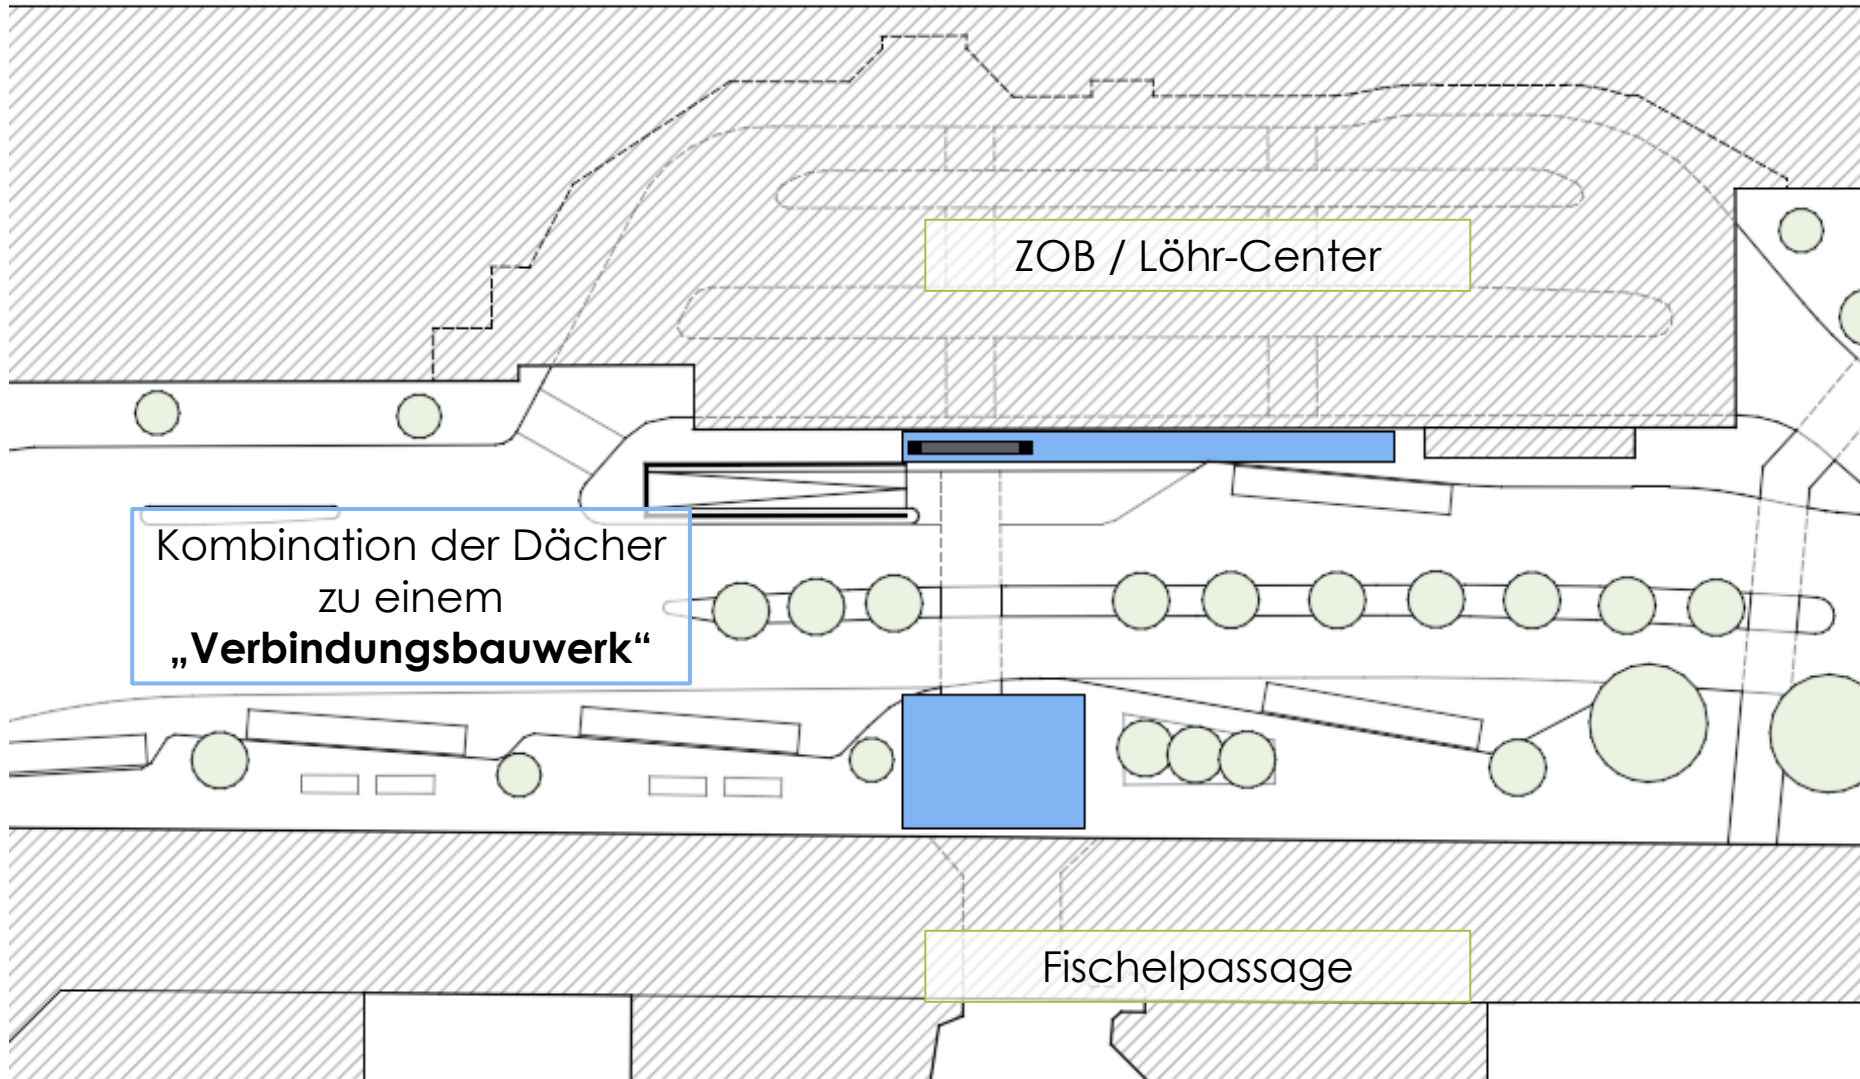 ZOB / Löhr-Center
Kombination der Dächer
zu einem
„Verbindungsbauwerk“
Fischelpassage